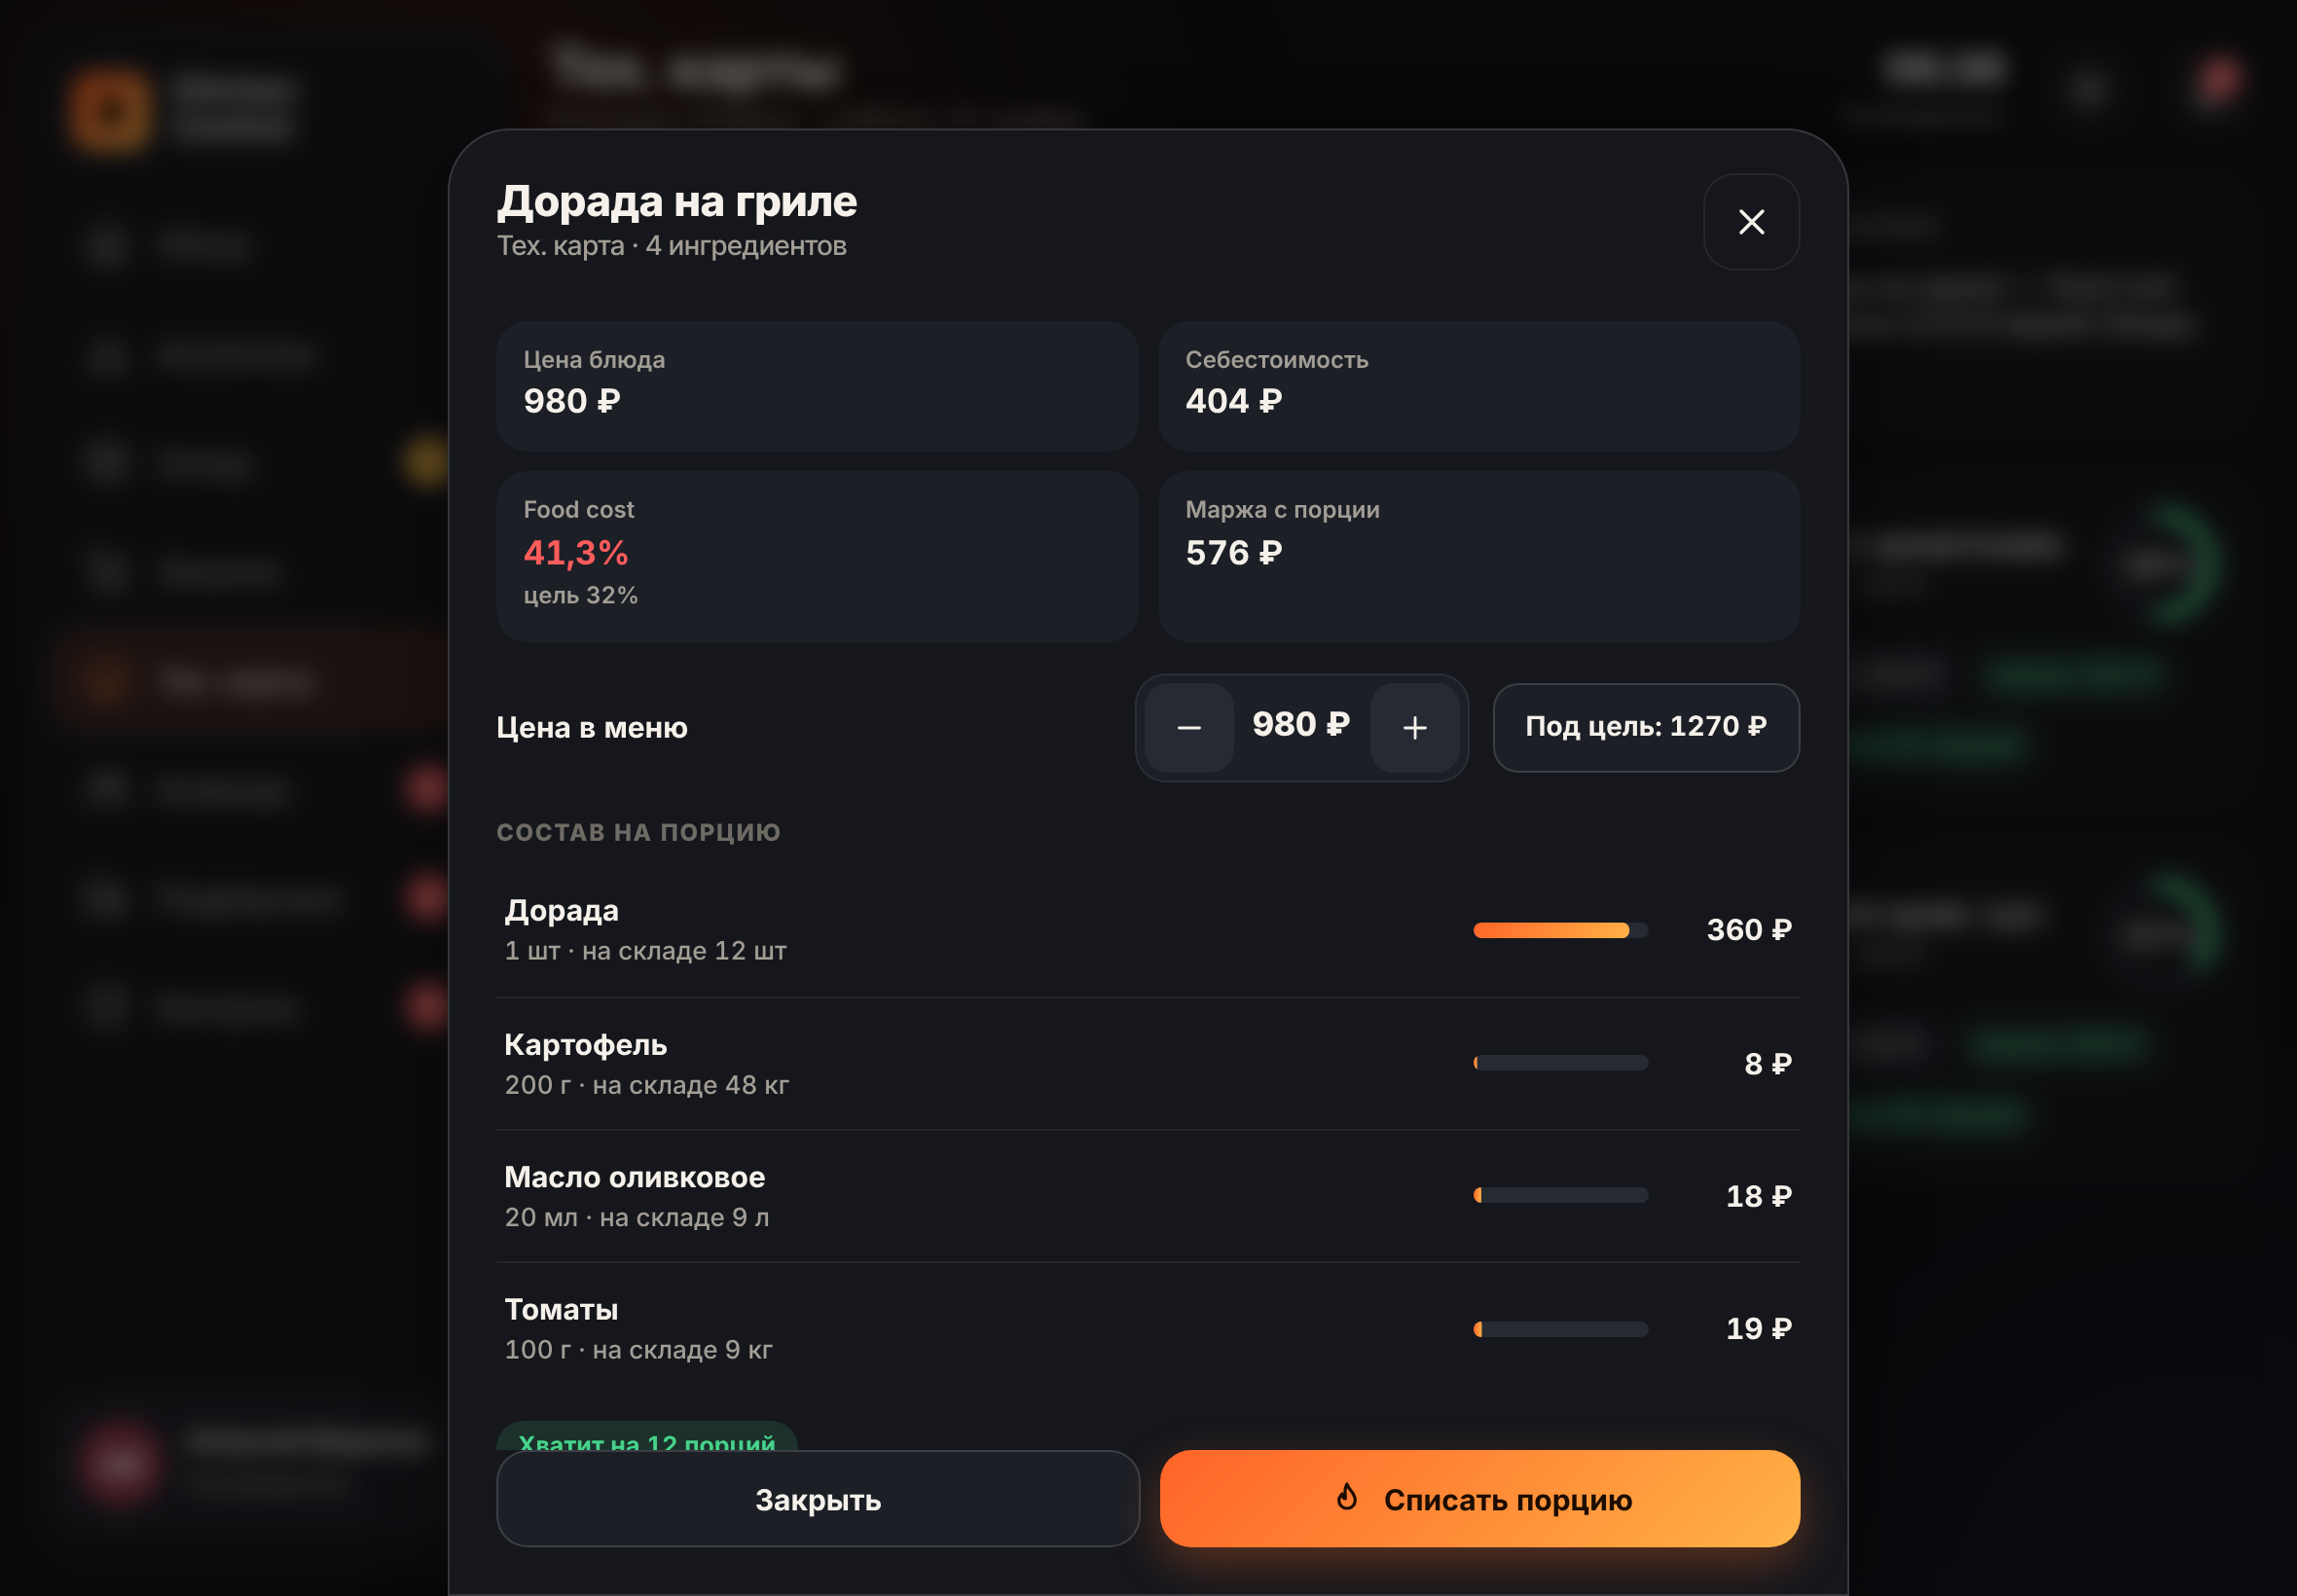 Тех. карты
Дорада на гриле
Тех. карта · 4 ингредиентов
Цена блюда
980 ₽
Себестоимость
404 ₽
Food cost
41,3%
цель 32%
Маржа с порции
576 ₽
Цена в меню
980 ₽
Под цель: 1270 ₽
СОСТАВ НА ПОРЦИЮ
Дорада
1 шт · на складе 12 шт
360 ₽
Картофель
200 г · на складе 48 кг
8 ₽
Масло оливковое
20 мл · на складе 9 л
18 ₽
Томаты
100 г · на складе 9 кг
19 ₽
Хватит на 12 порций
Закрыть
Списать порцию